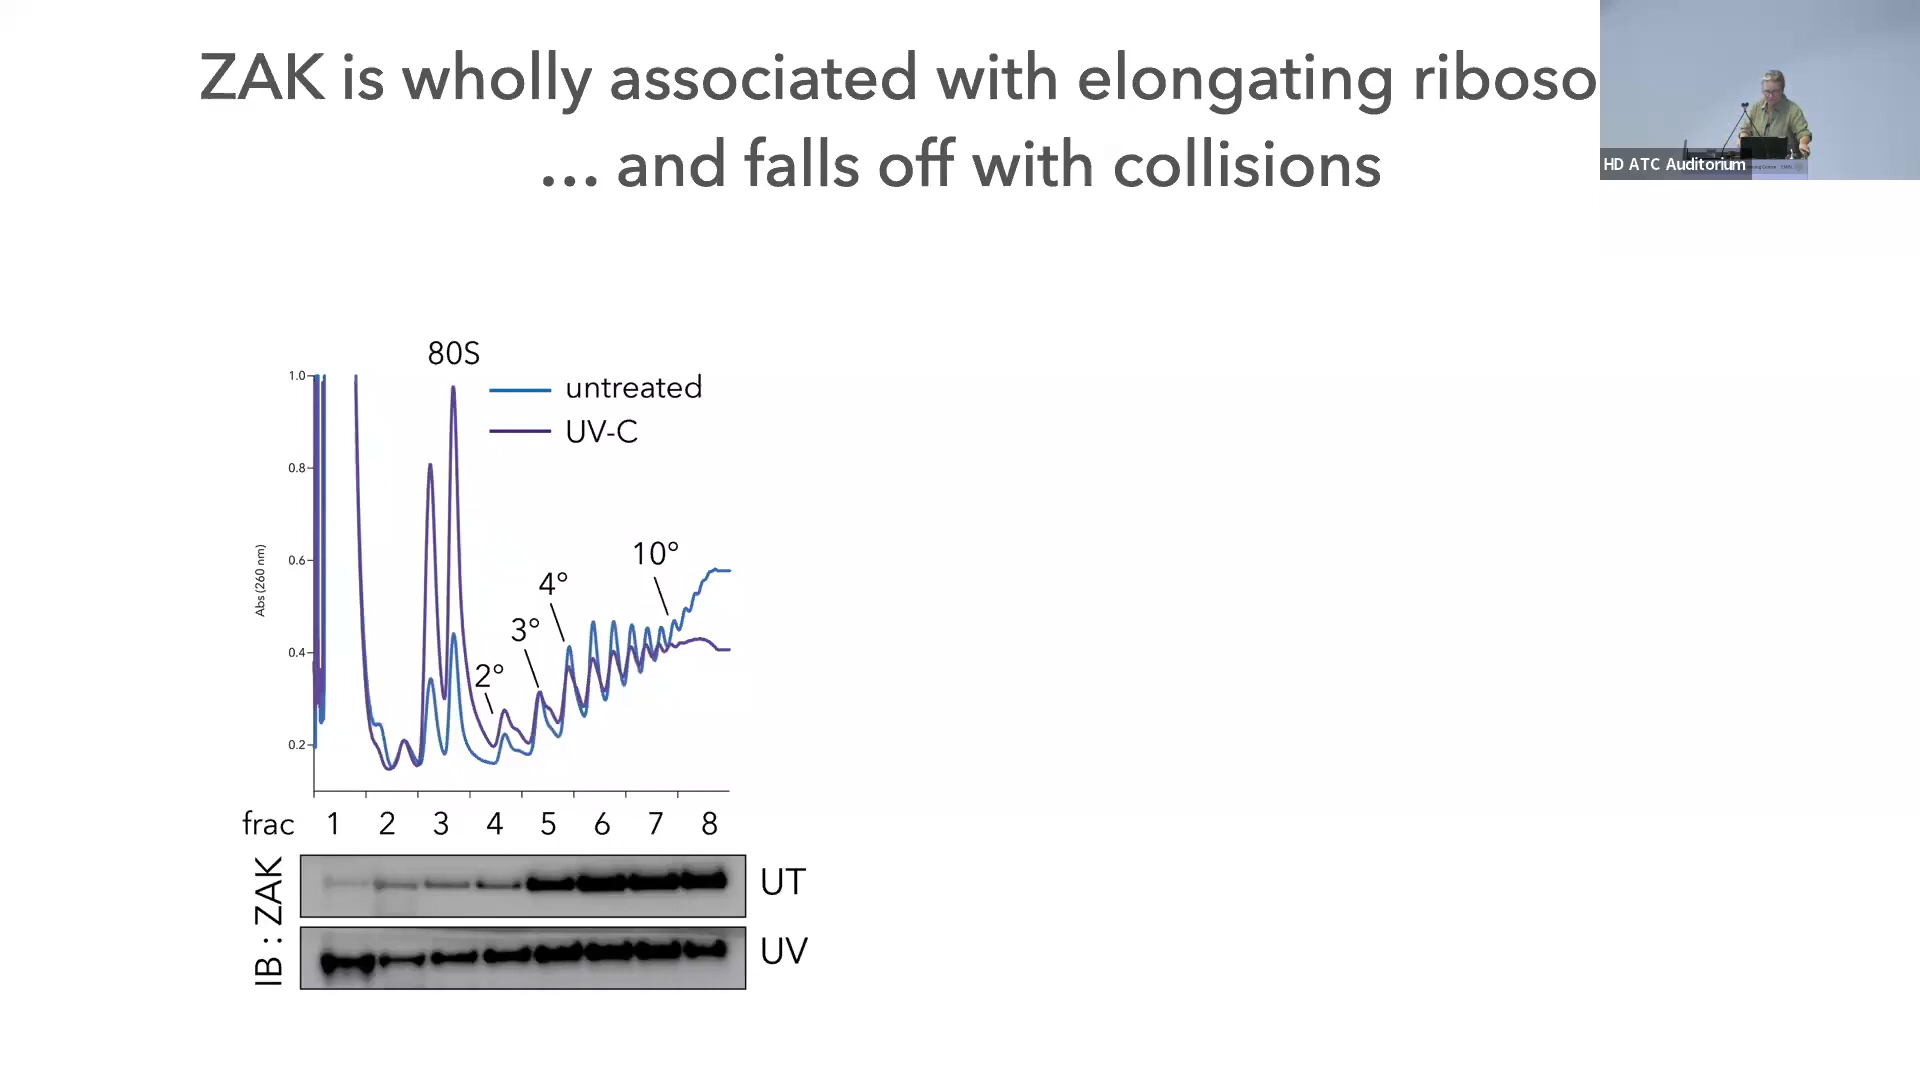 ZAK is wholly associated with elongating riboso
… and falls off with collisions
HD ATC Auditorium
80S
untreated
UV-C
1.0
0.8
0.6
0.4
0.2
Abs (260 nm)
2°
3°
4°
10°
frac 1 2 3 4 5 6 7 8
IB : ZAK
UT
UV